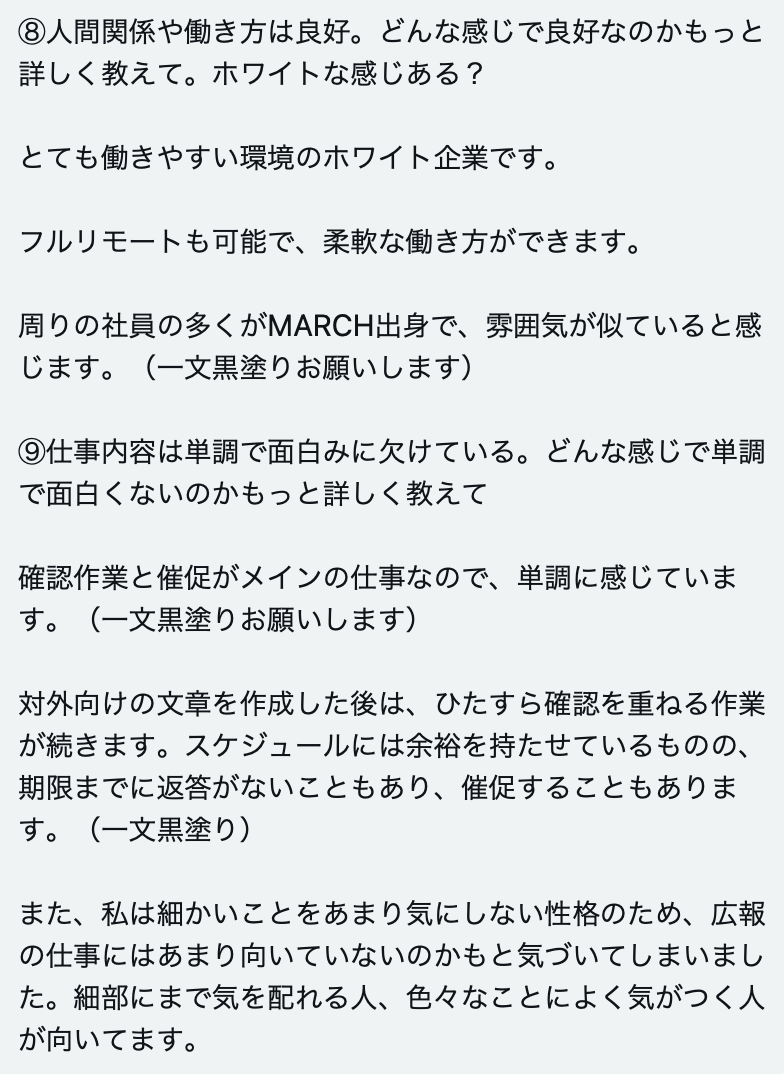 ⑧人間関係や働き方は良好。どんな感じで良好なのかもっと
詳しく教えて。ホワイトな感じある？
とても働きやすい環境のホワイト企業です。
フルリモートも可能で、柔軟な働き方ができます。
周りの社員の多くがMARCH出身で、雰囲気が似ていると感
じます。（一文黒塗りお願いします）
⑨仕事内容は単調で面白みに欠けている。どんな感じで単調
で面白くないのかもっと詳しく教えて
確認作業と催促がメインの仕事なので、単調に感じていま
す。（一文黒塗りお願いします）
対外向けの文章を作成した後は、ひたすら確認を重ねる作業
が続きます。スケジュールには余裕を持たせているものの、
期限までに返答がないこともあり、催促することもありま
す。（一文黒塗り）
また、私は細かいことをあまり気にしない性格のため、広報
の仕事にはあまり向いていないのかもと気づいてしまいまし
た。細部にまで気を配れる人、色々なことによく気がつく人
が向いてます。